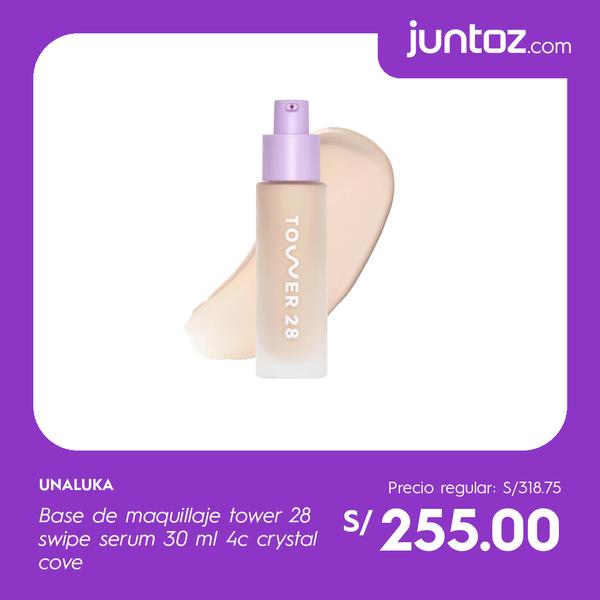 juntoz.com
TOWER 28
UNALUKA
Base de maquillaje tower 28
swipe serum 30 ml 4c crystal
cove
Precio regular: S/318.75
S/ 255.00